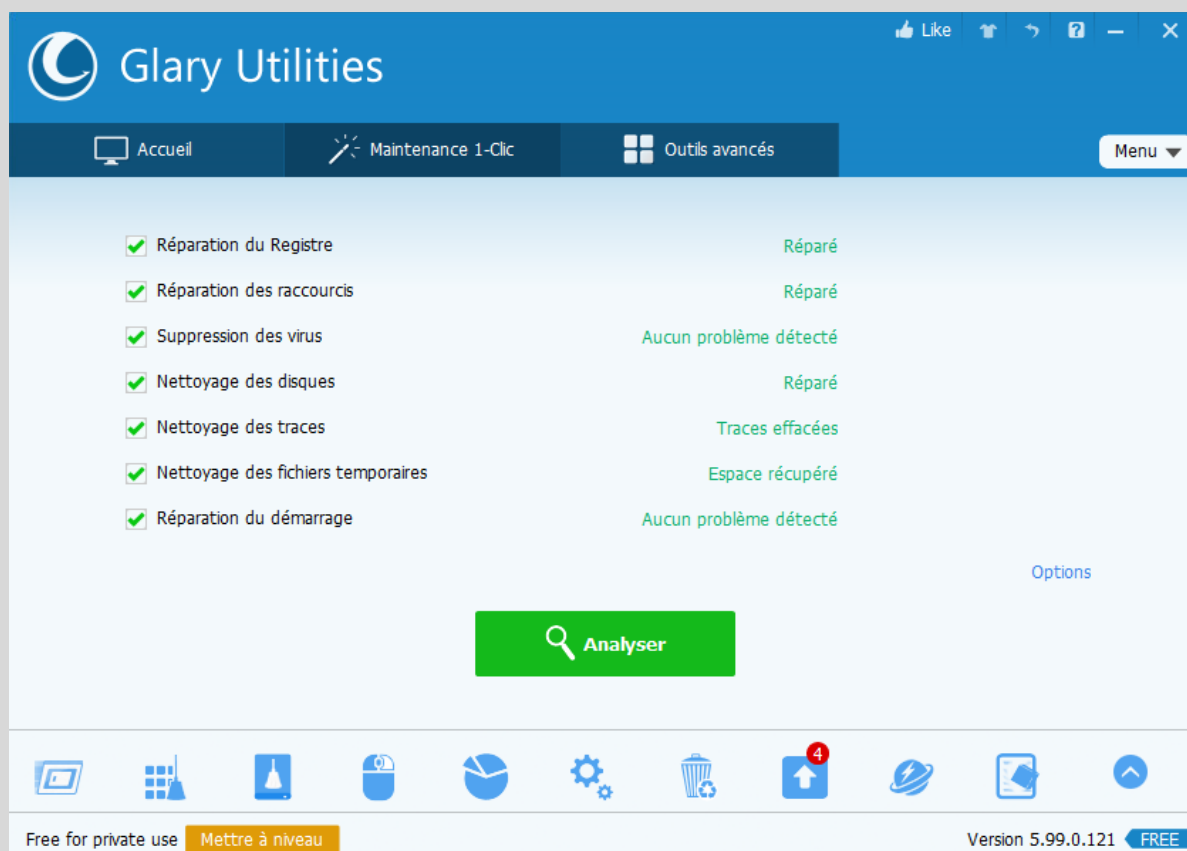 Like
Glary Utilities
Accueil
Maintenance 1-Clic
Outils avancés
Menu
Réparation du Registre Réparé
Réparation des raccourcis Réparé
Suppression des virus Aucun problème détecté
Nettoyage des disques Réparé
Nettoyage des traces Traces effacées
Nettoyage des fichiers temporaires Espace récupéré
Réparation du démarrage Aucun problème détecté
Options
Analyser
4
Free for private use Mettre à niveau Version 5.99.0.121 FREE